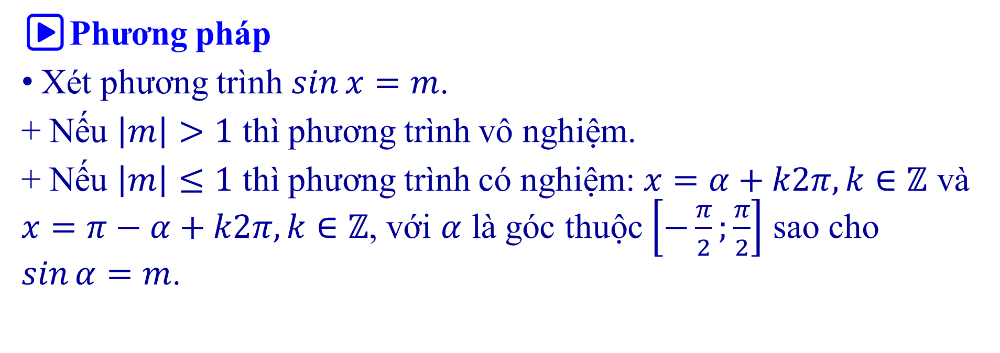 Phương pháp
• Xét phương trình sin x = m.
+ Nếu |m| > 1 thì phương trình vô nghiệm.
+ Nếu |m| ≤ 1 thì phương trình có nghiệm: x = α + k2π, k ∈ ℤ và
x = π − α + k2π, k ∈ ℤ, với α là góc thuộc [−π/2 ; π/2] sao cho
sin α = m.